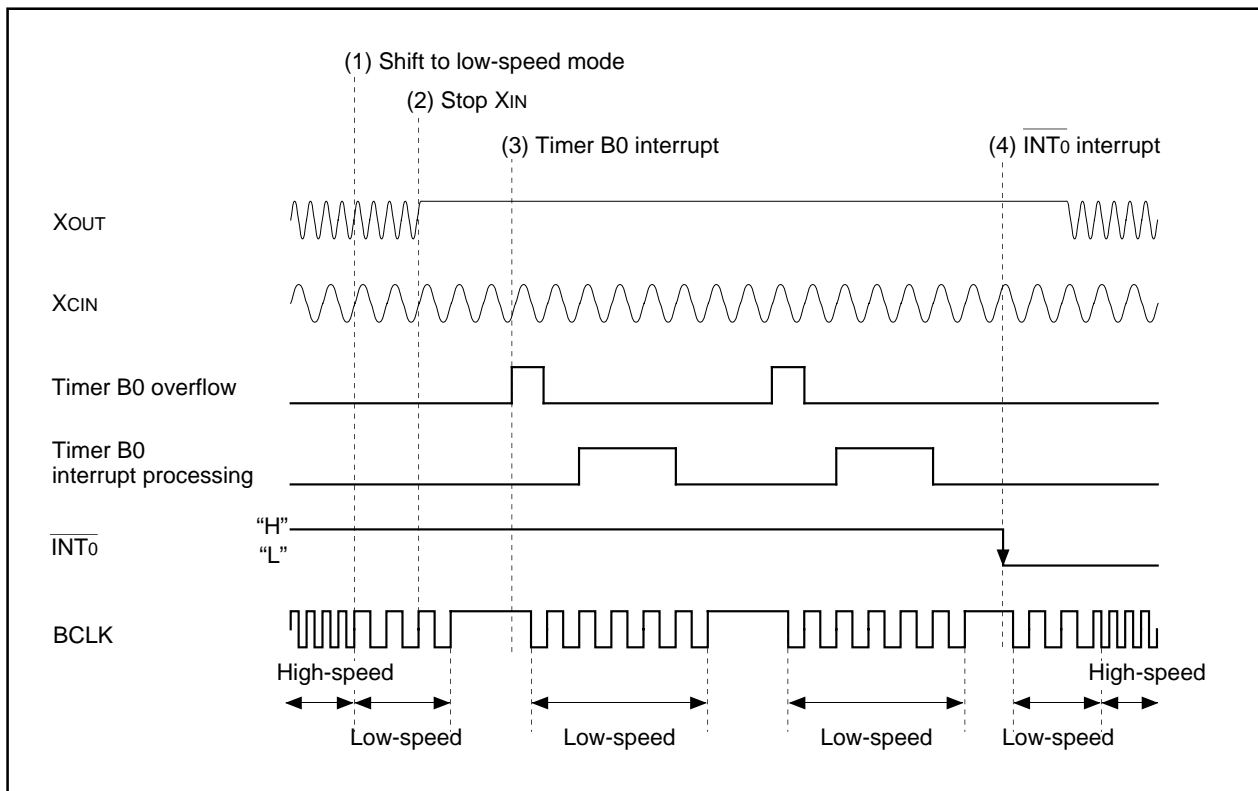 (1) Shift to low-speed mode
(2) Stop XIN
(3) Timer B0 interrupt
(4) INT0 interrupt
XOUT
XCIN
Timer B0 overflow
Timer B0
interrupt processing
“H”
INT0
“L”
BCLK
High-speed
High-speed
Low-speed
Low-speed
Low-speed
Low-speed